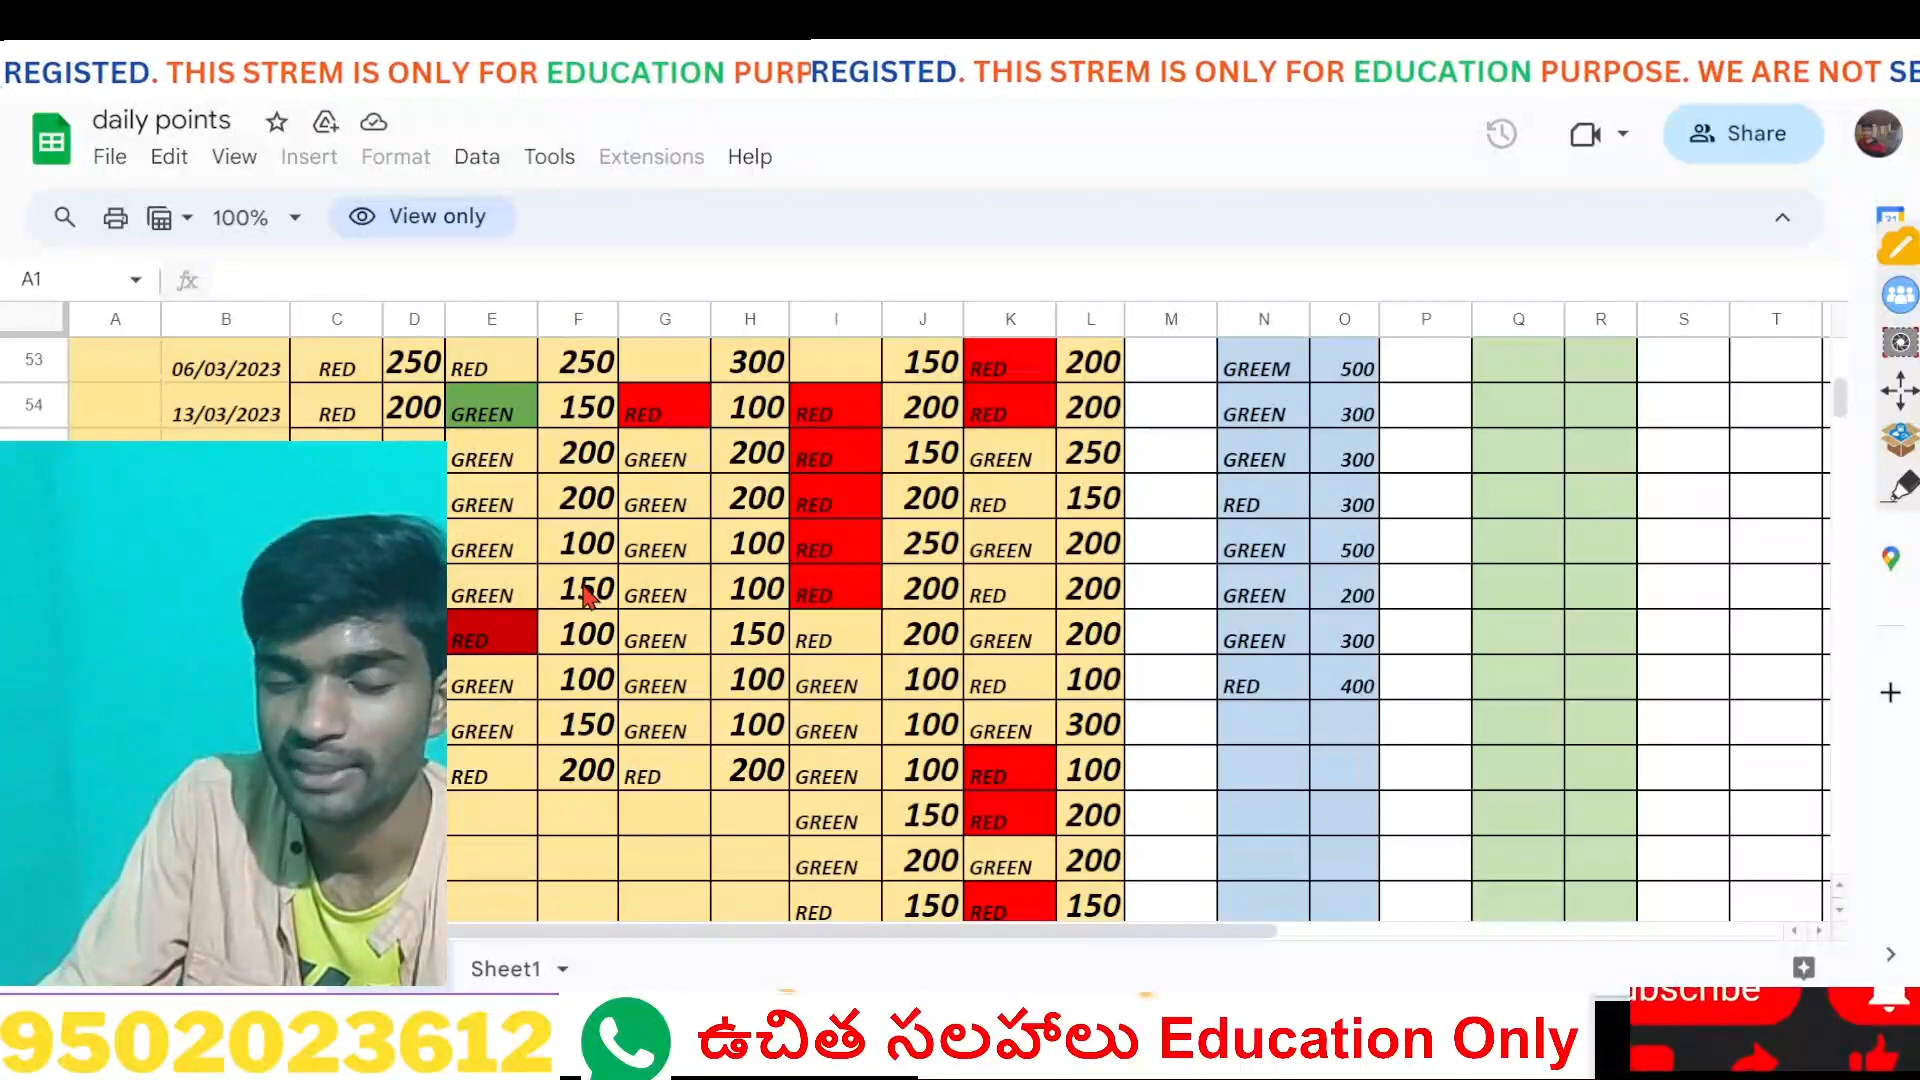 REGISTED. THIS STREM IS ONLY FOR EDUCATION PURP REGISTED. THIS STREM IS ONLY FOR EDUCATION PURPOSE. WE ARE NOT SE
daily points
File Edit View Insert Format Data Tools Extensions Help
Share
100% View only
A1 fx
A B C D E F G H I J K L M N O P Q R S T
53 06/03/2023 RED 250 RED 250 300 150 RED 200 GREEM 500
54 13/03/2023 RED 200 GREEN 150 RED 100 RED 200 RED 200 GREEN 300
GREEN 200 GREEN 200 RED 150 GREEN 250 GREEN 300
GREEN 200 GREEN 200 RED 200 RED 150 RED 300
GREEN 100 GREEN 100 RED 250 GREEN 200 GREEN 500
GREEN 150 GREEN 100 RED 200 RED 200 GREEN 200
RED 100 GREEN 150 RED 200 GREEN 200 GREEN 300
GREEN 100 GREEN 100 GREEN 100 RED 100 RED 400
GREEN 150 GREEN 100 GREEN 100 GREEN 300
RED 200 RED 200 GREEN 100 RED 100
GREEN 150 RED 200
GREEN 200 GREEN 200
RED 150 RED 150
Sheet1
9502023612 ఉచిత సలహాలు Education Only